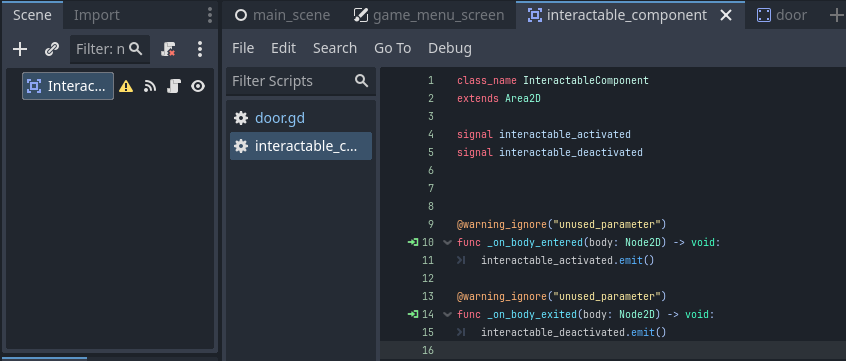 Scene Import
Filter: n
Interac...
main_scene game_menu_screen interactable_component door
File Edit Search Go To Debug
Filter Scripts
door.gd
interactable_c...
1 class_name InteractableComponent
2 extends Area2D
3
4 signal interactable_activated
5 signal interactable_deactivated
6
7
8
9 @warning_ignore("unused_parameter")
10 func _on_body_entered(body: Node2D) -> void:
11 interactable_activated.emit()
12
13 @warning_ignore("unused_parameter")
14 func _on_body_exited(body: Node2D) -> void:
15 interactable_deactivated.emit()
16